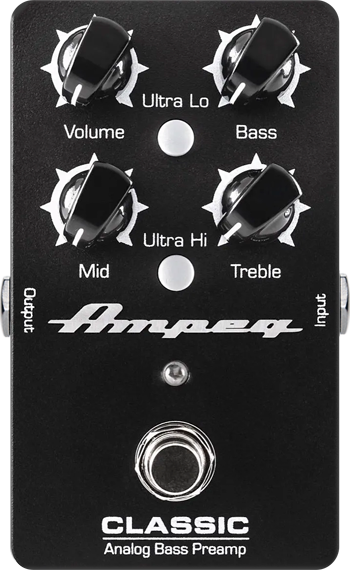 Ultra Lo
Volume
Bass
Ultra Hi
Mid
Treble
Output
Input
Ampeg
CLASSIC
Analog Bass Preamp